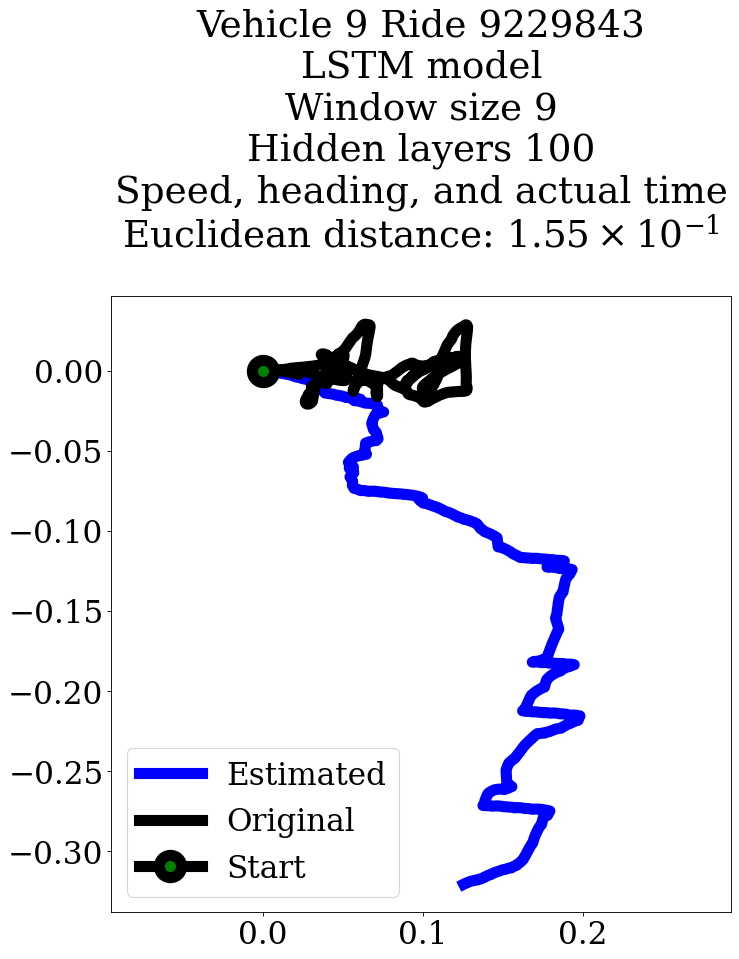 Vehicle 9 Ride 9229843
LSTM model
Window size 9
Hidden layers 100
Speed, heading, and actual time
Euclidean distance: 1.55 × 10⁻¹
0.00
−0.05
−0.10
−0.15
−0.20
−0.25
−0.30
Estimated
Original
Start
0.0 0.1 0.2